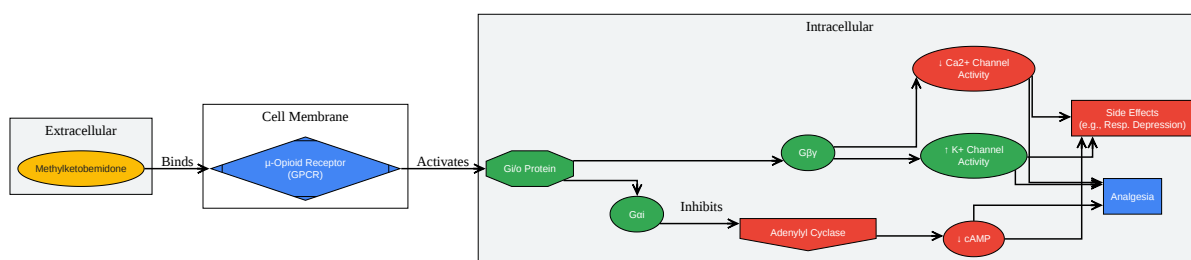 Extracellular
Methylketobemidone
Binds
Cell Membrane
μ-Opioid Receptor
(GPCR)
Activates
Intracellular
Gi/o Protein
Gβγ
Gαi
Inhibits
Adenylyl Cyclase
↓ cAMP
↓ Ca2+ Channel
Activity
↑ K+ Channel
Activity
Side Effects
(e.g., Resp. Depression)
Analgesia